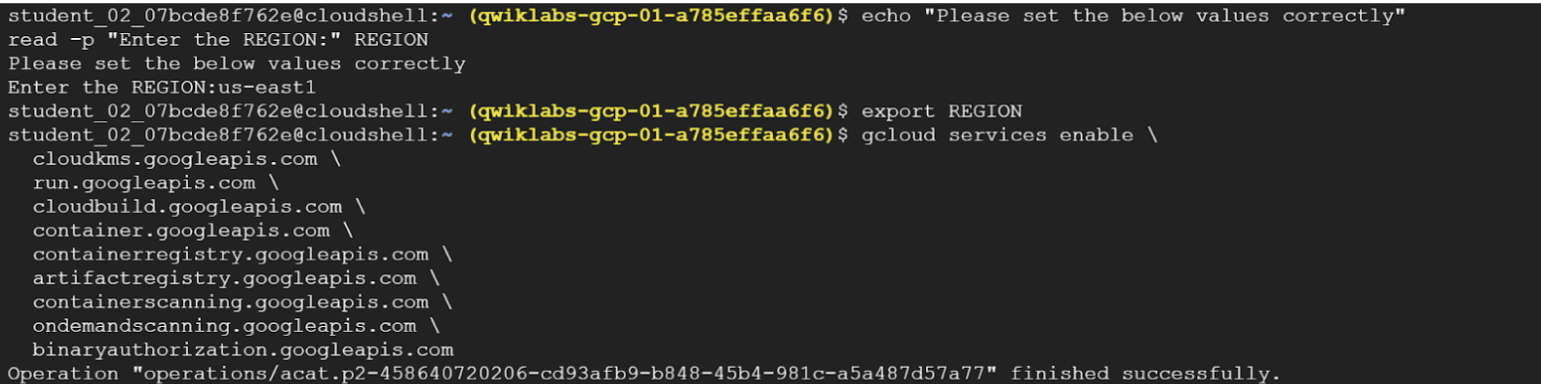 student_02_07bcde8f762e@cloudshell:~ (qwiklabs-gcp-01-a785effaa6f6)$ echo "Please set the below values correctly"
read -p "Enter the REGION:" REGION
Please set the below values correctly
Enter the REGION:us-east1
student_02_07bcde8f762e@cloudshell:~ (qwiklabs-gcp-01-a785effaa6f6)$ export REGION
student_02_07bcde8f762e@cloudshell:~ (qwiklabs-gcp-01-a785effaa6f6)$ gcloud services enable \
  cloudkms.googleapis.com \
  run.googleapis.com \
  cloudbuild.googleapis.com \
  container.googleapis.com \
  containerregistry.googleapis.com \
  artifactregistry.googleapis.com \
  containerscanning.googleapis.com \
  ondemandscanning.googleapis.com \
  binaryauthorization.googleapis.com
Operation "operations/acat.p2-458640720206-cd93afb9-b848-45b4-981c-a5a487d57a77" finished successfully.